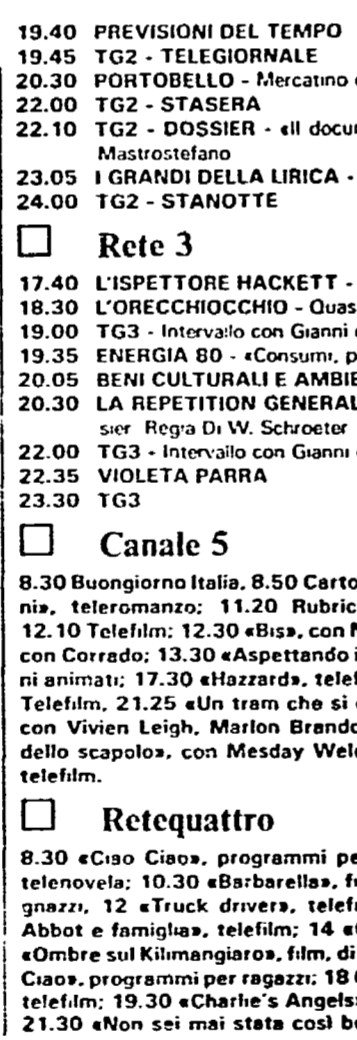 19.40 PREVISIONI DEL TEMPO
19.45 TG2 - TELEGIORNALE
20.30 PORTOBELLO - Mercatino
22.00 TG2 - STASERA
22.10 TG2 - DOSSIER - «Il docu
Mastrostefano
23.05 I GRANDI DELLA LIRICA -
24.00 TG2 - STANOTTE
Rete 3
17.40 L'ISPETTORE HACKETT -
18.30 L'ORECCHIOCCHIO - Quas
19.00 TG3 - Intervallo con Gianni
19.35 ENERGIA 80 - «Consumi, p
20.05 BENI CULTURALI E AMBIE
20.30 LA REPETITION GENERAL
sier Regia Di W. Schroeter
22.00 TG3 - Intervallo con Gianni
22.35 VIOLETA PARRA
23.30 TG3
Canale 5
8.30 Buongiorno Italia, 8.50 Carto
ni», teleromanzo; 11.20 Rubric
12.10 Telefilm; 12.30 «Bis», con
con Corrado; 13.30 «Aspettando i
ni animati; 17.30 «Hazzard», telef
Telefilm, 21.25 «Un tram che si
con Vivien Leigh, Marlon Brando
dello scapolo», con Mesday Wel
telefilm.
Retequattro
8.30 «Ciao Ciao», programmi pe
telenovela; 10.30 «Barbarella», f
gnazzi, 12 «Truck driver», telef
Abbot e famiglia», telefilm; 14 «
«Ombre sul Kilimangiaro», film, di
Ciao», programmi per ragazzi; 18
telefilm; 19.30 «Charlie's Angels»
21.30 «Non sei mai stata così b